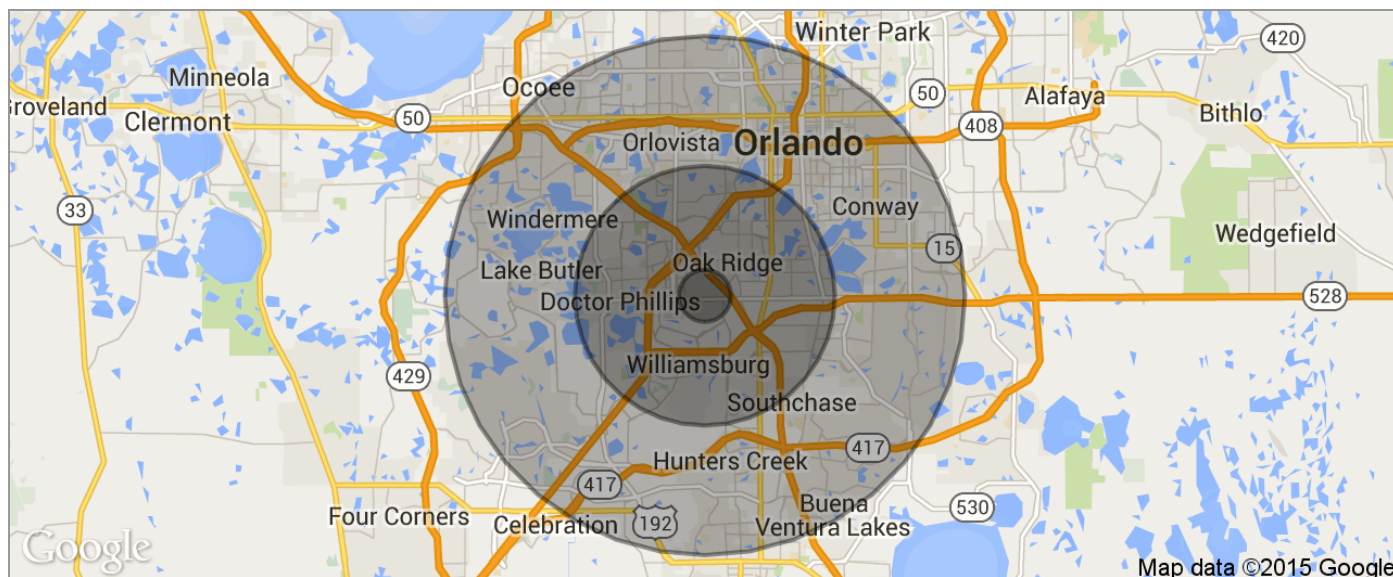 Winter Park
420
Minneola
Ocoee
Groveland
Clermont
50
50
Alafaya
Bithlo
408
Orlovista
Orlando
33
Windermere
Conway
15
Wedgefield
Lake Butler
Oak Ridge
Doctor Phillips
528
Williamsburg
429
Southchase
Hunters Creek
417
417
Four Corners
Celebration
192
Buena
Ventura Lakes
530
Google
Map data ©2015 Google